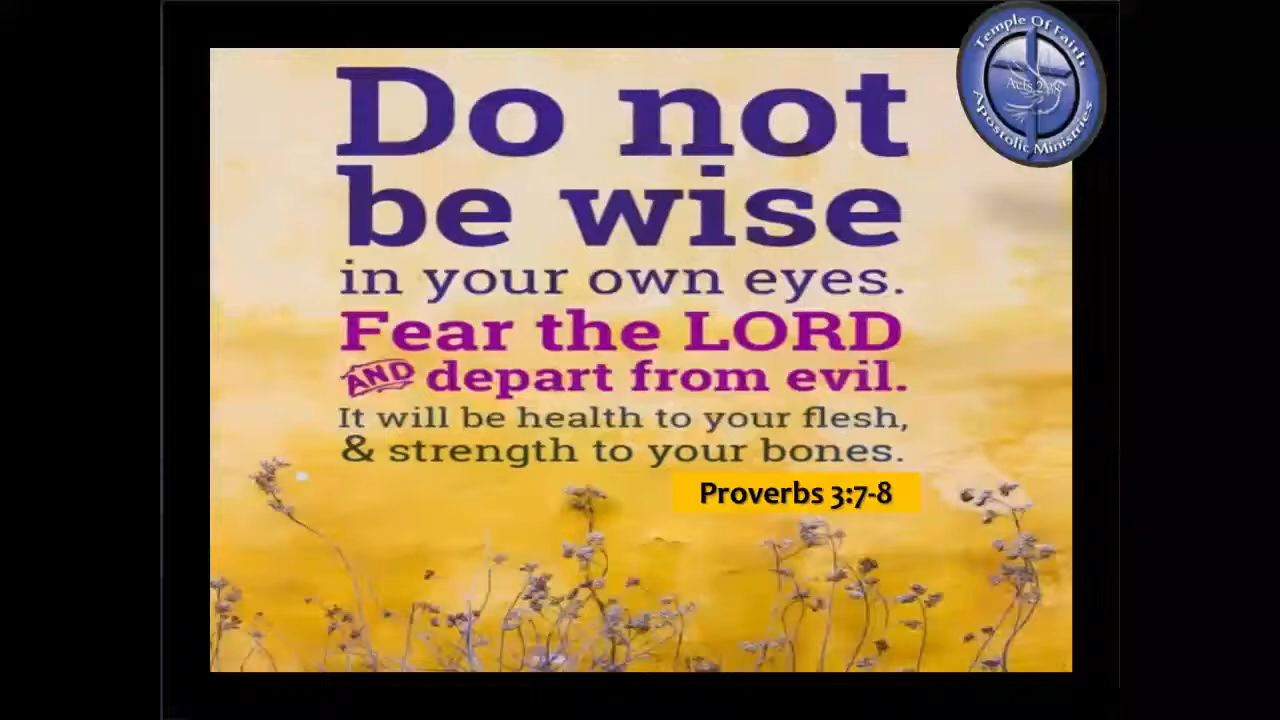 Temple Of Faith
Acts 2:38
Apostolic Ministries
Do not
be wise
in your own eyes.
Fear the LORD
AND depart from evil.
It will be health to your flesh,
& strength to your bones.
Proverbs 3:7-8